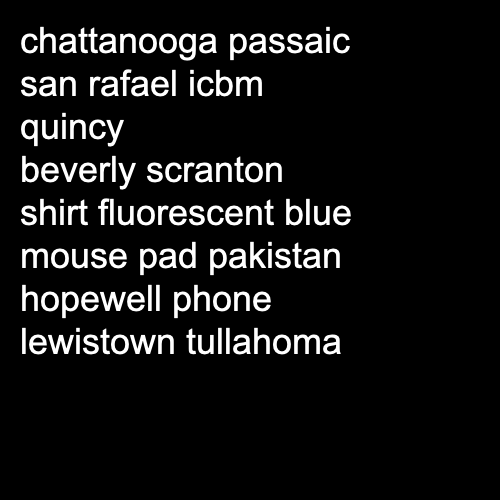 chattanooga passaic
san rafael icbm
quincy
beverly scranton
shirt fluorescent blue
mouse pad pakistan
hopewell phone
lewistown tullahoma